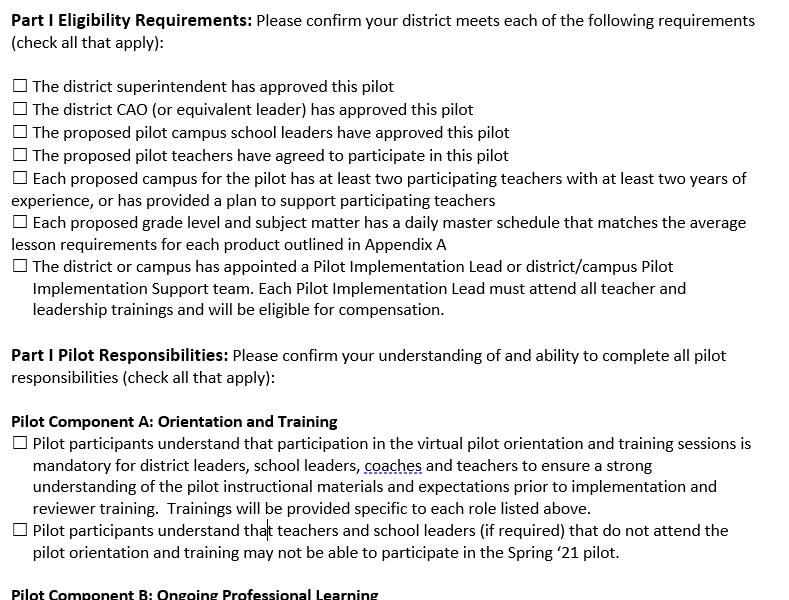 Part I Eligibility Requirements: Please confirm your district meets each of the following requirements
(check all that apply):
☐ The district superintendent has approved this pilot
☐ The district CAO (or equivalent leader) has approved this pilot
☐ The proposed pilot campus school leaders have approved this pilot
☐ The proposed pilot teachers have agreed to participate in this pilot
☐ Each proposed campus for the pilot has at least two participating teachers with at least two years of
experience, or has provided a plan to support participating teachers
☐ Each proposed grade level and subject matter has a daily master schedule that matches the average
lesson requirements for each product outlined in Appendix A
☐ The district or campus has appointed a Pilot Implementation Lead or district/campus Pilot
Implementation Support team. Each Pilot Implementation Lead must attend all teacher and
leadership trainings and will be eligible for compensation.
Part I Pilot Responsibilities: Please confirm your understanding of and ability to complete all pilot
responsibilities (check all that apply):
Pilot Component A: Orientation and Training
☐ Pilot participants understand that participation in the virtual pilot orientation and training sessions is
mandatory for district leaders, school leaders, coaches and teachers to ensure a strong
understanding of the pilot instructional materials and expectations prior to implementation and
reviewer training.  Trainings will be provided specific to each role listed above.
☐ Pilot participants understand that teachers and school leaders (if required) that do not attend the
pilot orientation and training may not be able to participate in the Spring ‘21 pilot.
Pilot Component B: Ongoing Professional Learning